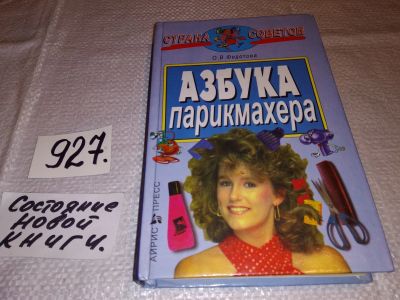 СТРАНА СОВЕТОВ
О.В. Федотова
АЗБУКА
парикмахера
АЙРИС ПРЕСС
927.
Состояние
новой
книги.